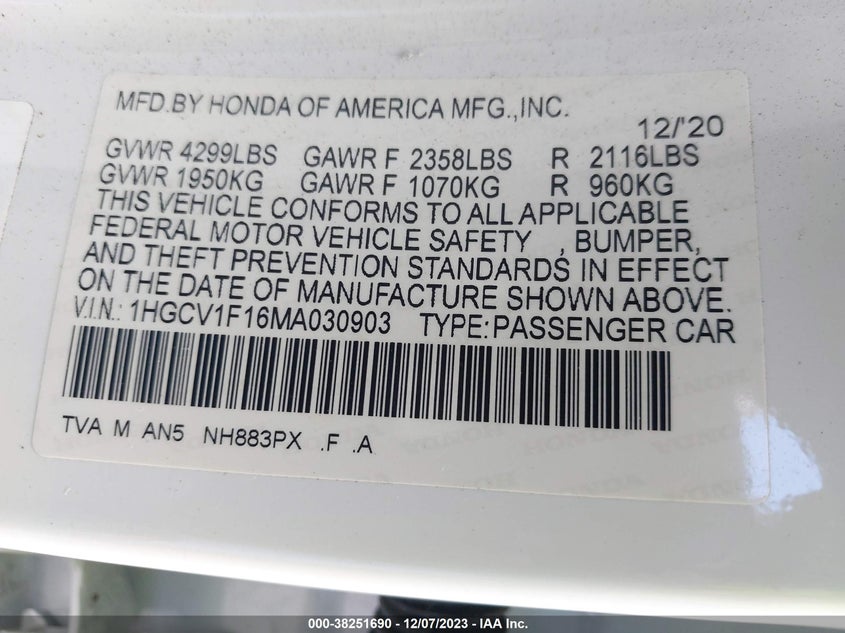 MFD.BY HONDA OF AMERICA MFG.,INC.
12/'20
GVWR 4299LBS GAWR F 2358LBS R 2116LBS
GVWR 1950KG GAWR F 1070KG R 960KG
THIS VEHICLE CONFORMS TO ALL APPLICABLE
FEDERAL MOTOR VEHICLE SAFETY , BUMPER,
AND THEFT PREVENTION STANDARDS IN EFFECT
ON THE DATE OF MANUFACTURE SHOWN ABOVE.
V.I.N.: 1HGCV1F16MA030903 TYPE:PASSENGER CAR
TVA M AN5 NH883PX .F .A
000-38251690 - 12/07/2023 - IAA Inc.